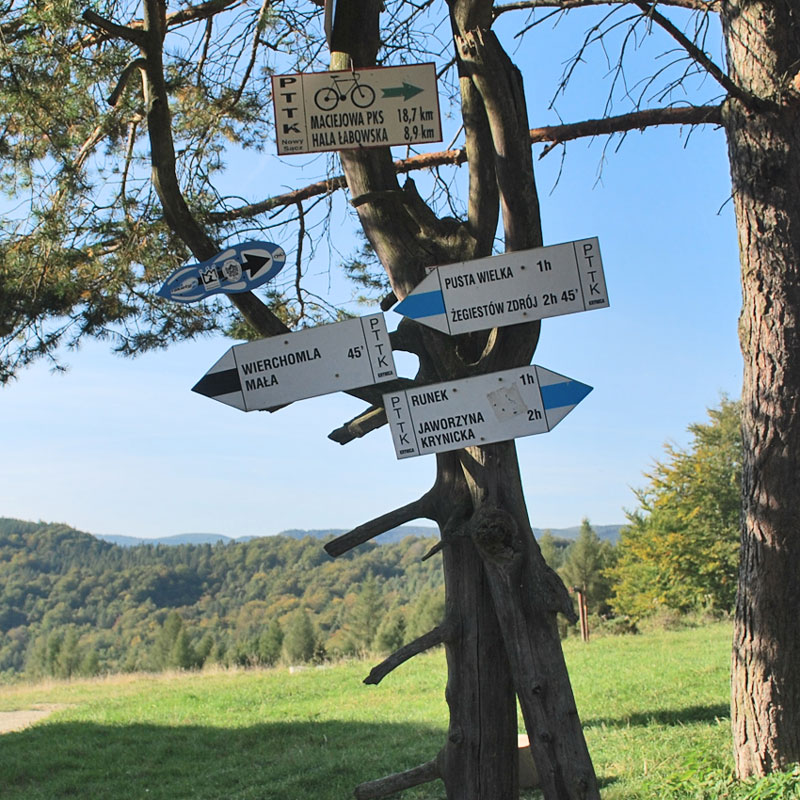 PTTK
Nowy Sącz
MACIEJOWA PKS 18,7 km
HALA ŁABOWSKA 8,9 km
PUSTA WIELKA 1h
ŻEGIESTÓW ZDRÓJ 2h 45'
PTTK
KRYNICA
WIERCHOMLA 45'
MAŁA
PTTK
KRYNICA
PTTK
KRYNICA
RUNEK 1h
JAWORZYNA 2h
KRYNICKA